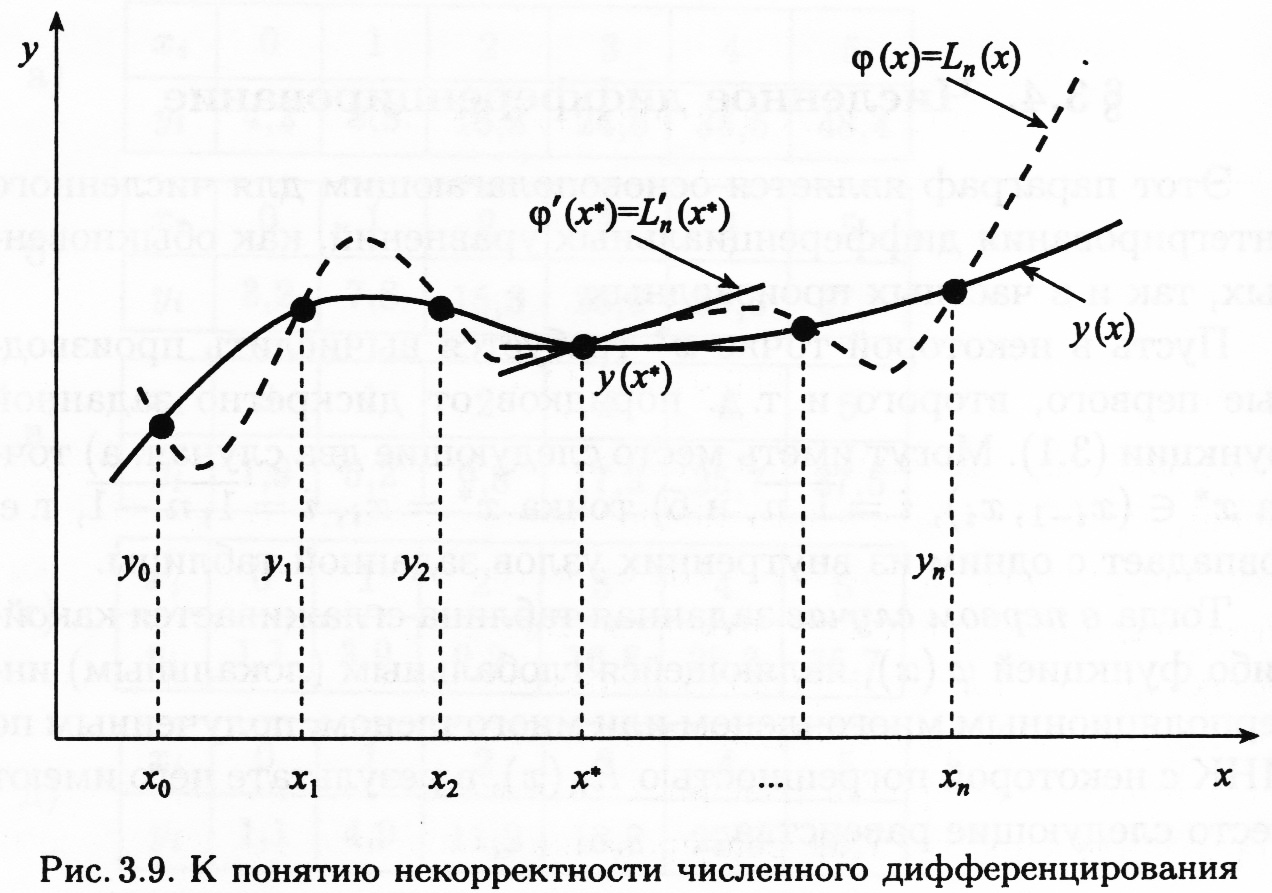 y
φ(x)=Lₙ(x)
φ′(x*)=L′ₙ(x*)
y(x)
y(x*)
y₀ y₁ y₂ yₙ
x₀ x₁ x₂ x* ... xₙ x
Рис. 3.9. К понятию некорректности численного дифференцирования